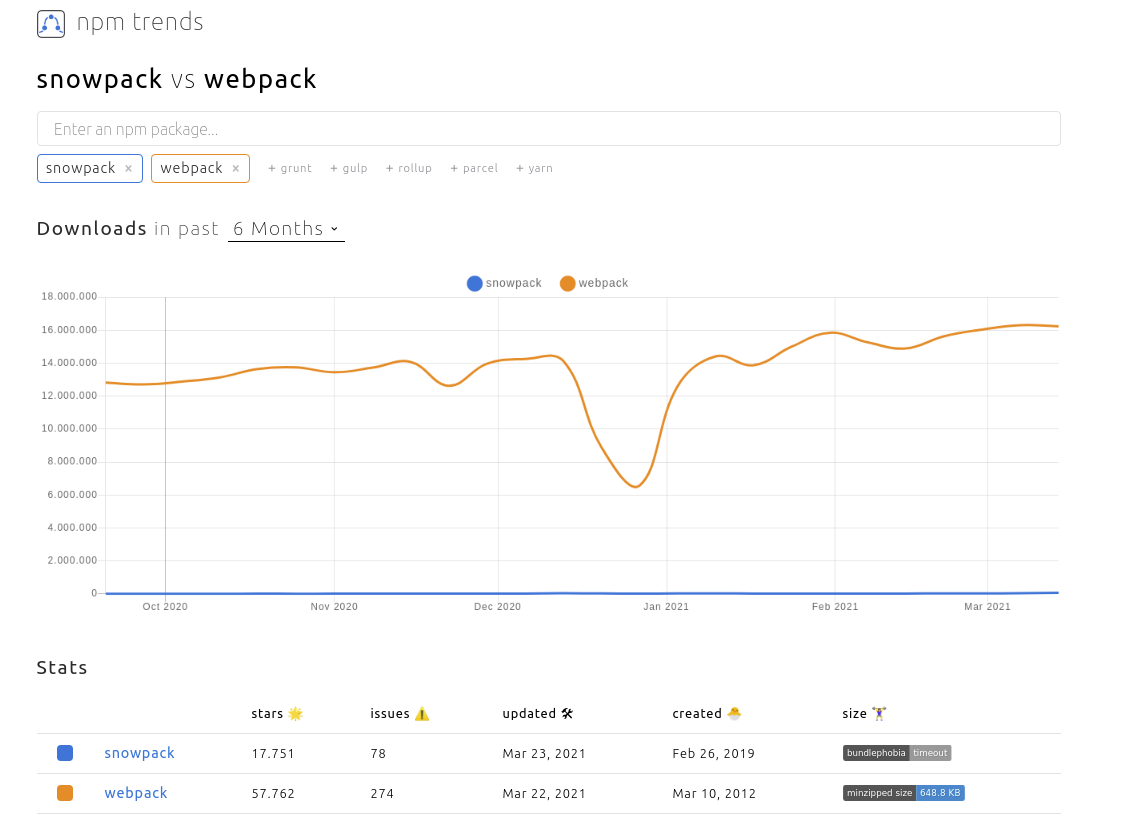 npm trends
snowpack vs webpack
Enter an npm package...
snowpack × webpack × + grunt + gulp + rollup + parcel + yarn
Downloads in past 6 Months
snowpack webpack
18.000.000
16.000.000
14.000.000
12.000.000
10.000.000
8.000.000
6.000.000
4.000.000
2.000.000
0
Oct 2020 Nov 2020 Dec 2020 Jan 2021 Feb 2021 Mar 2021
Stats
stars 🌟 issues ⚠️ updated 🛠 created 🐣 size 🏋️‍♀️
snowpack 17.751 78 Mar 23, 2021 Feb 26, 2019 bundlephobia timeout
webpack 57.762 274 Mar 22, 2021 Mar 10, 2012 minzipped size 648.8 KB